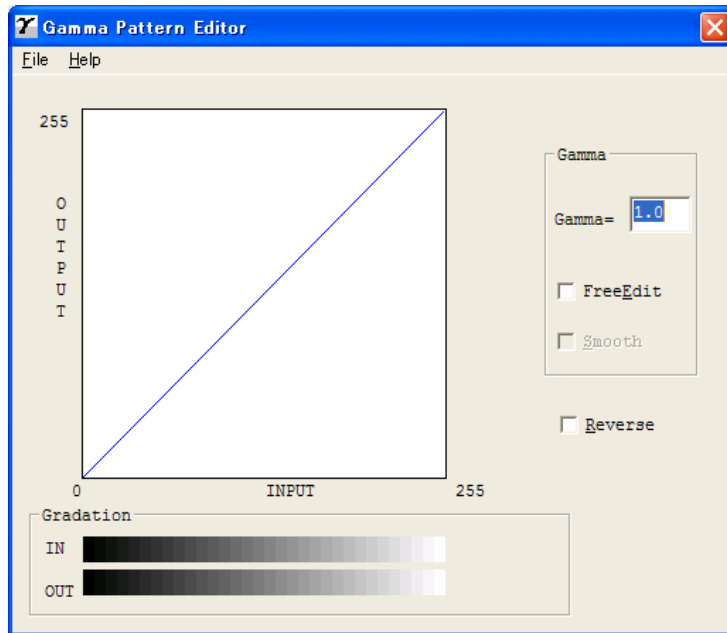 Gamma Pattern Editor
File Help
255
OUTPUT
0 INPUT 255
Gamma
Gamma= 1.0
FreeEdit
Smooth
Reverse
Gradation
IN
OUT